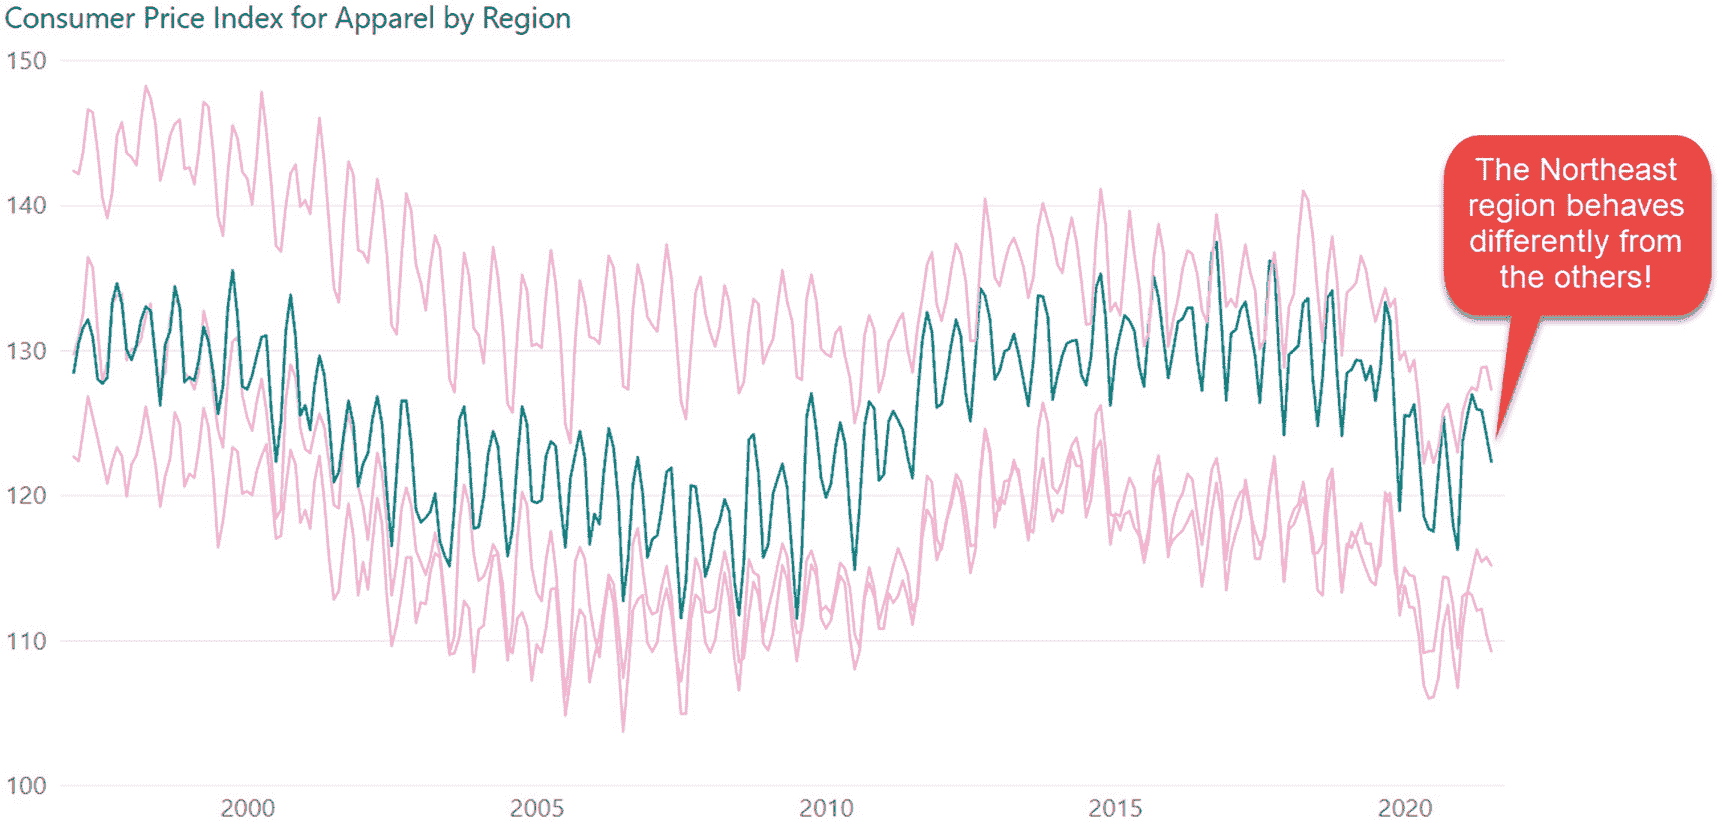 Consumer Price Index for Apparel by Region
150
140
130
120
110
100
2000
2005
2010
2015
2020
The Northeast
region behaves
differently from
the others!